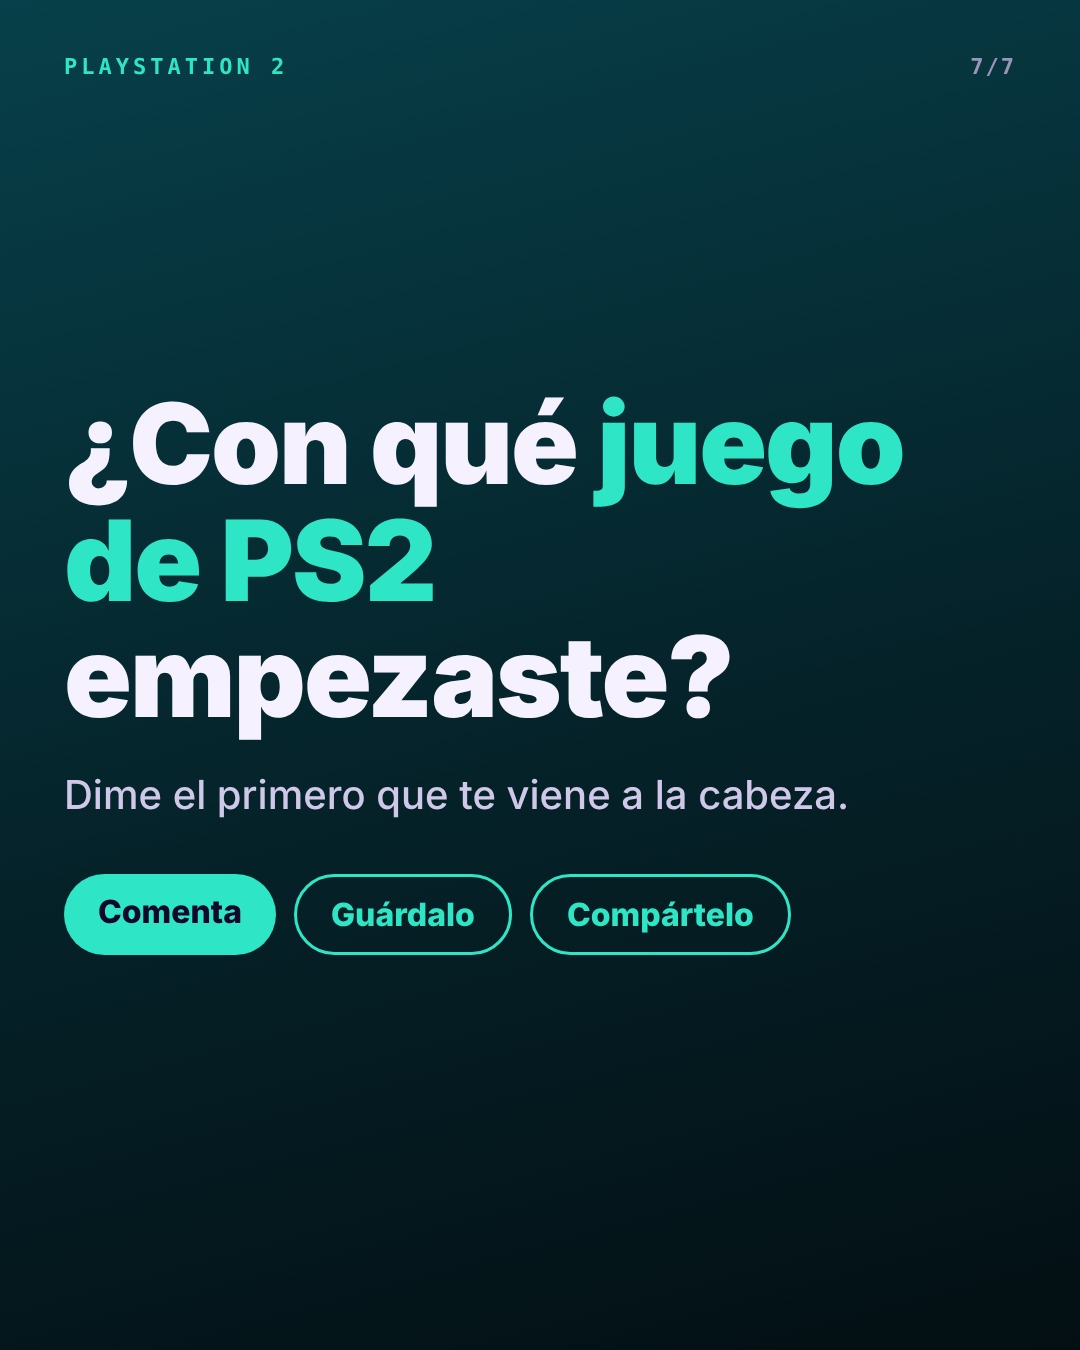 PLAYSTATION 2
7/7
¿Con qué juego
de PS2
empezaste?
Dime el primero que te viene a la cabeza.
Comenta
Guárdalo
Compártelo